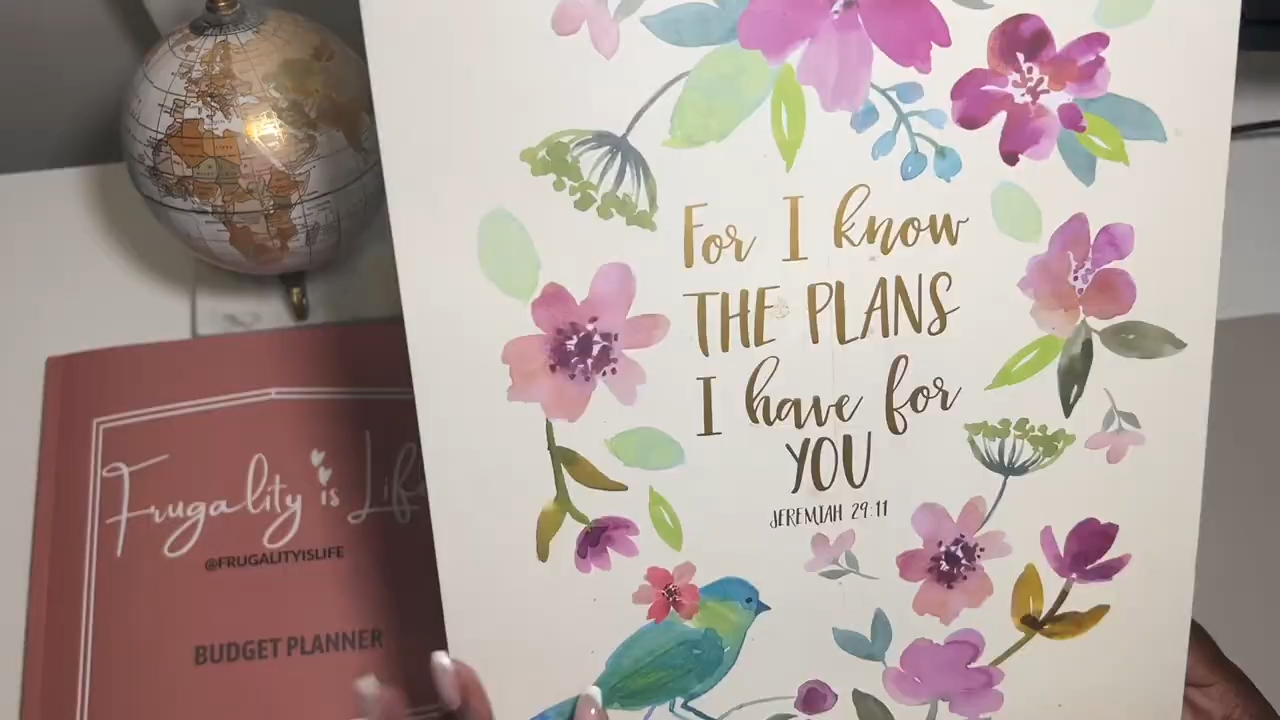 For I know
THE PLANS
I have for
YOU
JEREMIAH 29:11
Frugality is Life
@FRUGALITYISLIFE
BUDGET PLANNER